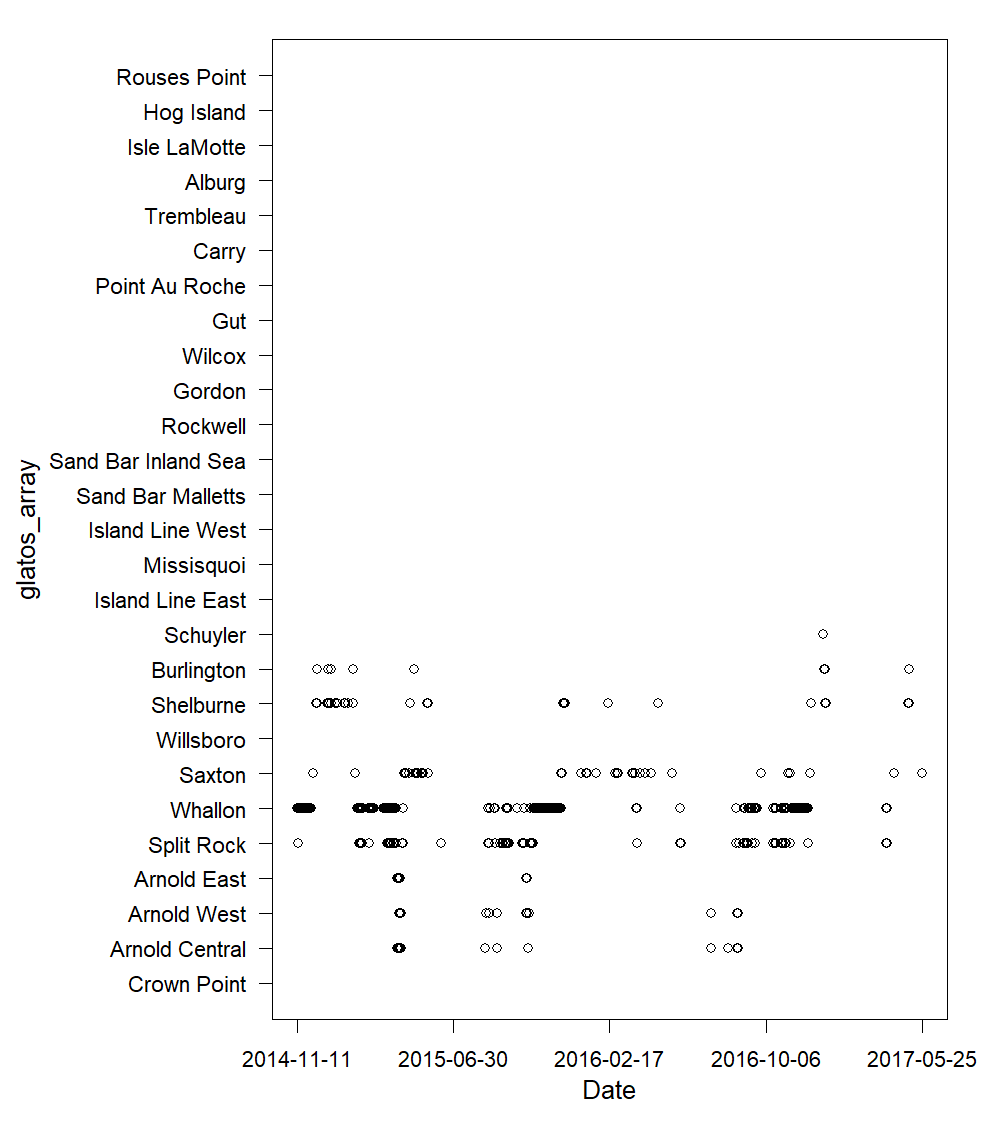 Rouses Point
Hog Island
Isle LaMotte
Alburg
Trembleau
Carry
Point Au Roche
Gut
Wilcox
Gordon
Rockwell
Sand Bar Inland Sea
Sand Bar Malletts
Island Line West
Missisquoi
Island Line East
Schuyler
Burlington
Shelburne
Willsboro
Saxton
Whallon
Split Rock
Arnold East
Arnold West
Arnold Central
Crown Point
glatos_array
2014-11-11 2015-06-30 2016-02-17 2016-10-06 2017-05-25
Date